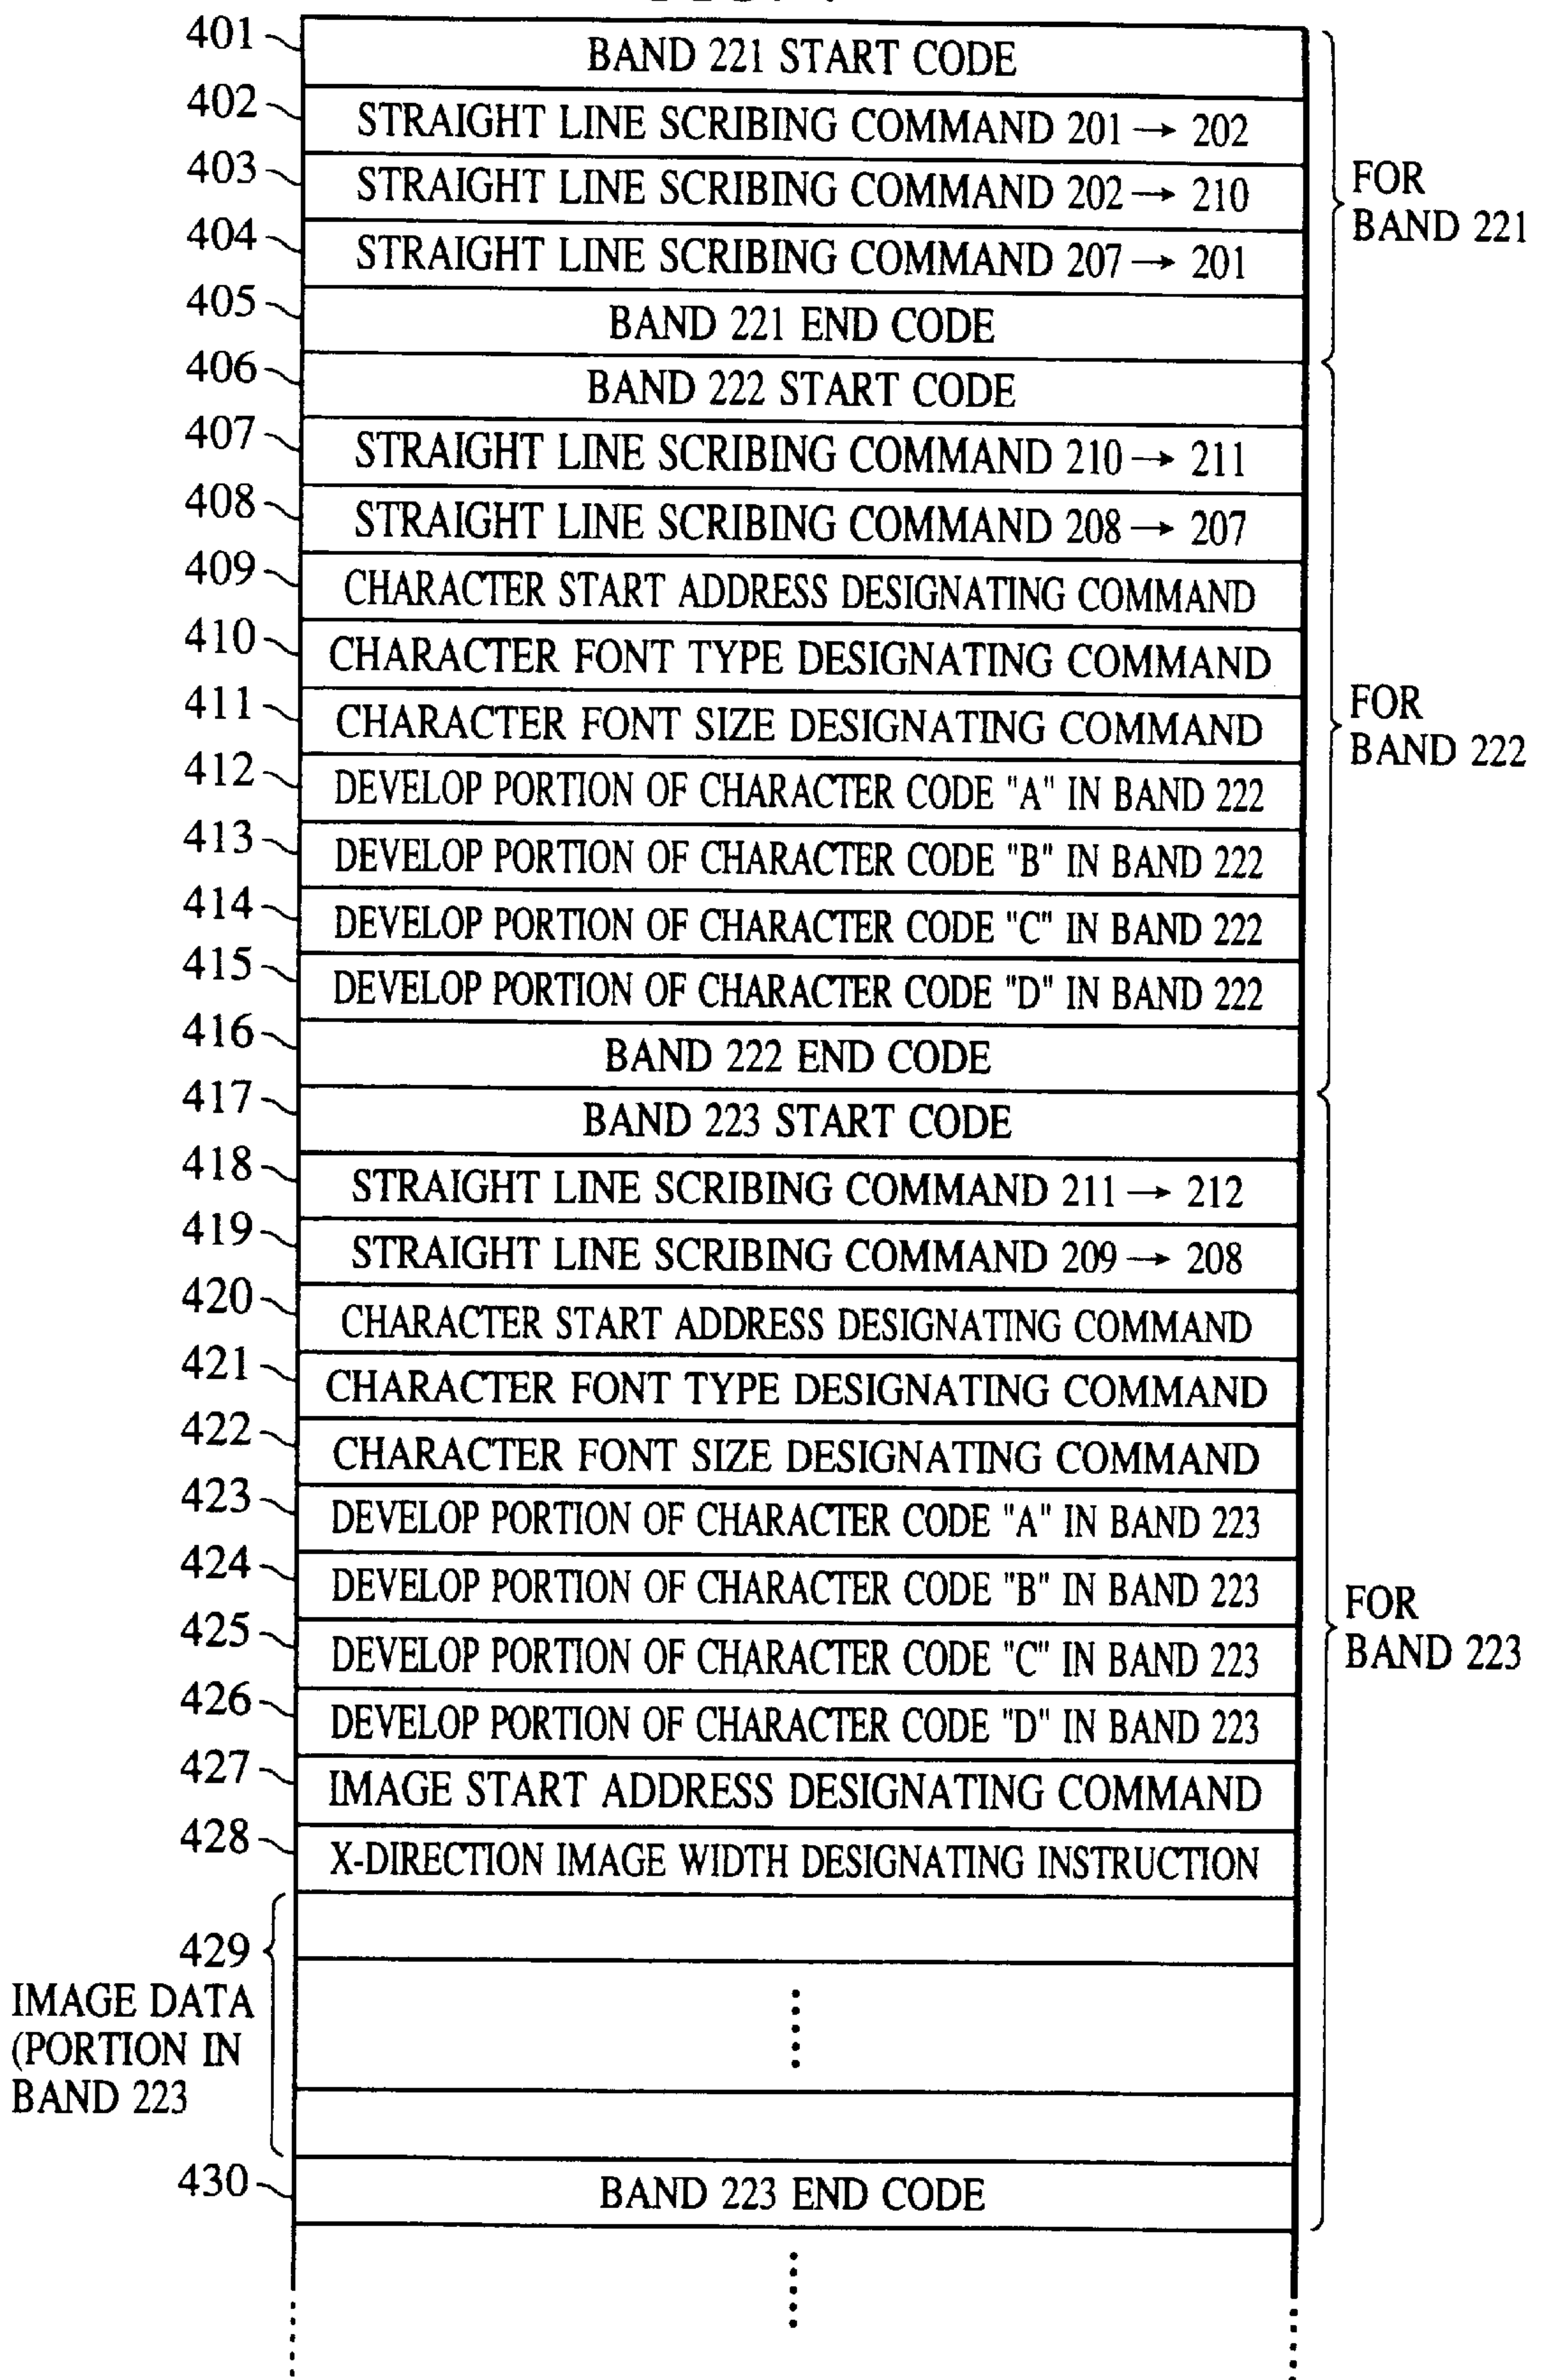 401 BAND 221 START CODE
402 STRAIGHT LINE SCRIBING COMMAND 201 → 202
403 STRAIGHT LINE SCRIBING COMMAND 202 → 210
404 STRAIGHT LINE SCRIBING COMMAND 207 → 201
405 BAND 221 END CODE
FOR
BAND 221
406 BAND 222 START CODE
407 STRAIGHT LINE SCRIBING COMMAND 210 → 211
408 STRAIGHT LINE SCRIBING COMMAND 208 → 207
409 CHARACTER START ADDRESS DESIGNATING COMMAND
410 CHARACTER FONT TYPE DESIGNATING COMMAND
411 CHARACTER FONT SIZE DESIGNATING COMMAND
412 DEVELOP PORTION OF CHARACTER CODE "A" IN BAND 222
413 DEVELOP PORTION OF CHARACTER CODE "B" IN BAND 222
414 DEVELOP PORTION OF CHARACTER CODE "C" IN BAND 222
415 DEVELOP PORTION OF CHARACTER CODE "D" IN BAND 222
416 BAND 222 END CODE
FOR
BAND 222
417 BAND 223 START CODE
418 STRAIGHT LINE SCRIBING COMMAND 211 → 212
419 STRAIGHT LINE SCRIBING COMMAND 209 → 208
420 CHARACTER START ADDRESS DESIGNATING COMMAND
421 CHARACTER FONT TYPE DESIGNATING COMMAND
422 CHARACTER FONT SIZE DESIGNATING COMMAND
423 DEVELOP PORTION OF CHARACTER CODE "A" IN BAND 223
424 DEVELOP PORTION OF CHARACTER CODE "B" IN BAND 223
425 DEVELOP PORTION OF CHARACTER CODE "C" IN BAND 223
426 DEVELOP PORTION OF CHARACTER CODE "D" IN BAND 223
427 IMAGE START ADDRESS DESIGNATING COMMAND
428 X-DIRECTION IMAGE WIDTH DESIGNATING INSTRUCTION
429
IMAGE DATA
(PORTION IN
BAND 223
430 BAND 223 END CODE
FOR
BAND 223